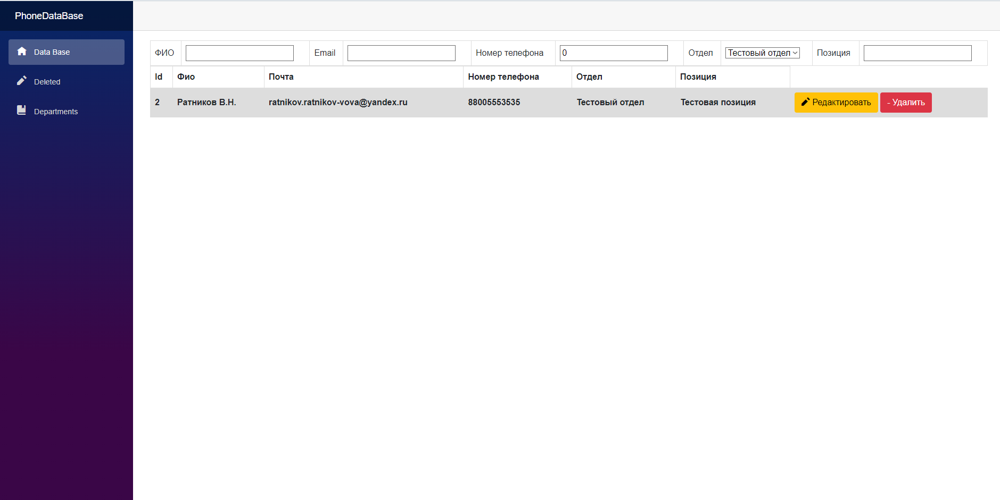 PhoneDataBase
Data Base
Deleted
Departments
ФИО Email Номер телефона 0 Отдел Тестовый отдел Позиция
Id Фио Почта Номер телефона Отдел Позиция
2 Ратников В.Н. ratnikov.ratnikov-vova@yandex.ru 88005553535 Тестовый отдел Тестовая позиция Редактировать - Удалить